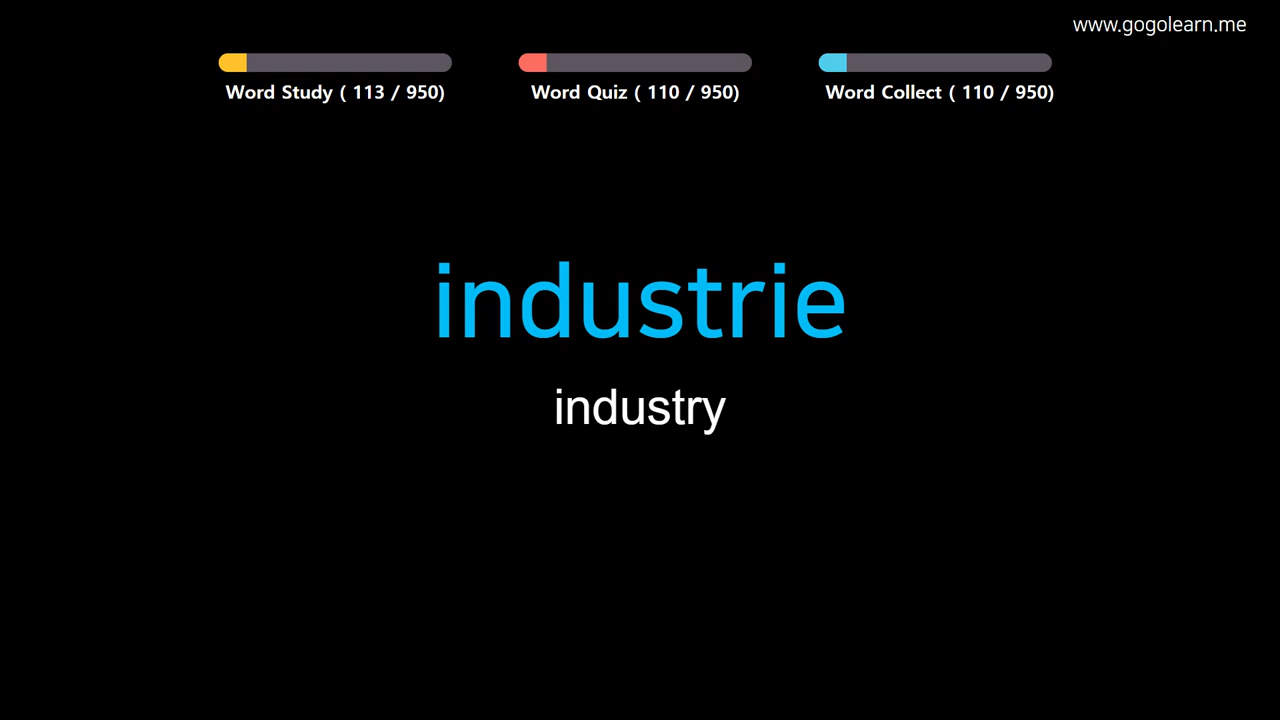 www.gogolearn.me
Word Study ( 113 / 950)
Word Quiz ( 110 / 950)
Word Collect ( 110 / 950)
industrie
industry